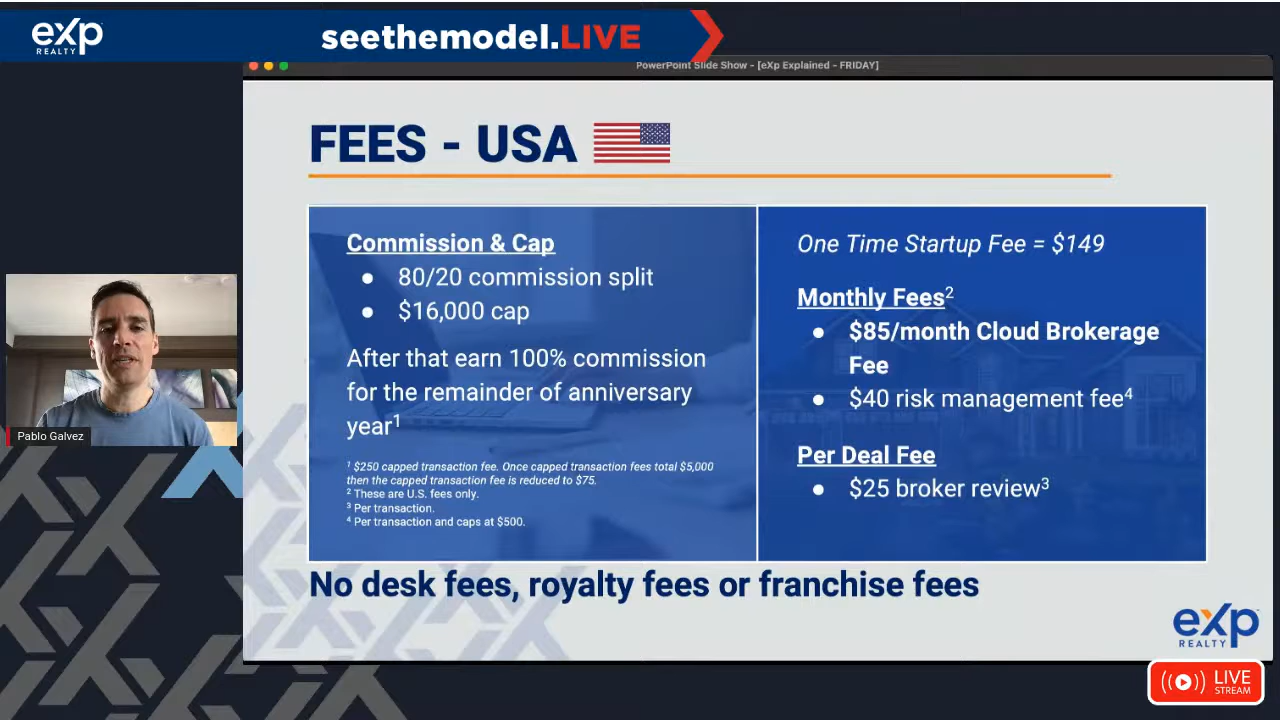 eXp
REALTY
seethemodel.LIVE
PowerPoint Slide Show - [eXp Explained - FRIDAY]
FEES - USA
Commission & Cap
● 80/20 commission split
● $16,000 cap
After that earn 100% commission
for the remainder of anniversary
year¹
¹ $250 capped transaction fee. Once capped transaction fees total $5,000
then the capped transaction fee is reduced to $75.
² These are U.S. fees only.
³ Per transaction.
⁴ Per transaction and caps at $500.
One Time Startup Fee = $149
Monthly Fees²
● $85/month Cloud Brokerage
Fee
● $40 risk management fee⁴
Per Deal Fee
● $25 broker review³
No desk fees, royalty fees or franchise fees
Pablo Galvez
eXp
REALTY
LIVE
STREAM